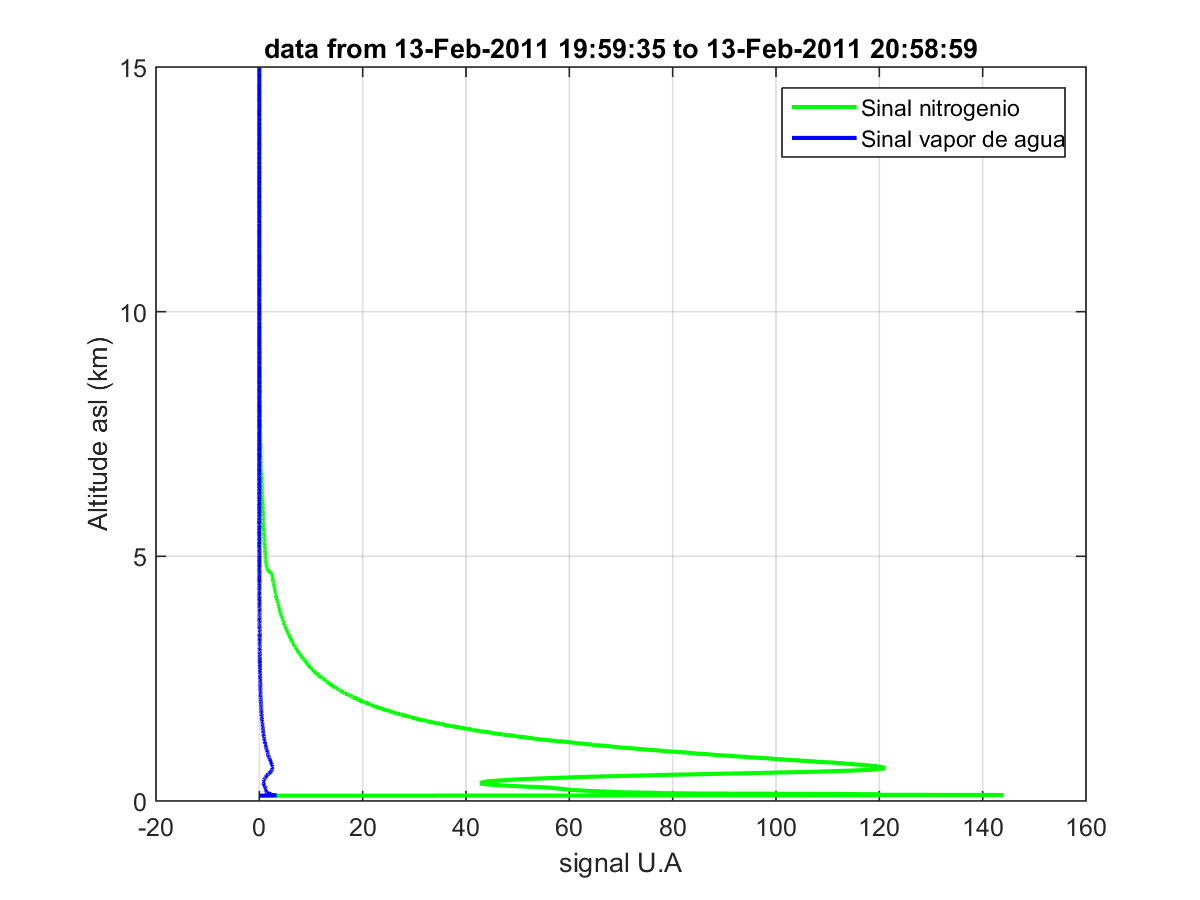 data from 13-Feb-2011 19:59:35 to 13-Feb-2011 20:58:59
Sinal nitrogenio
Sinal vapor de agua
15
10
5
0
Altitude asl (km)
-20 0 20 40 60 80 100 120 140 160
signal U.A